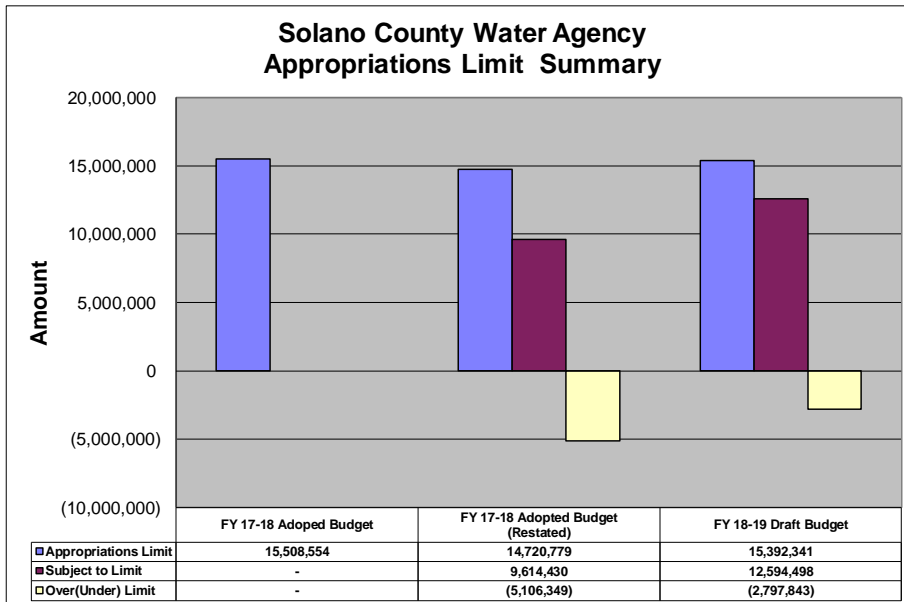 Solano County Water Agency
Appropriations Limit Summary
20,000,000
15,000,000
10,000,000
5,000,000
0
(5,000,000)
(10,000,000)
Amount
FY 17-18 Adoped Budget FY 17-18 Adopted Budget (Restated) FY 18-19 Draft Budget
Appropriations Limit 15,508,554 14,720,779 15,392,341
Subject to Limit - 9,614,430 12,594,498
Over(Under) Limit - (5,106,349) (2,797,843)